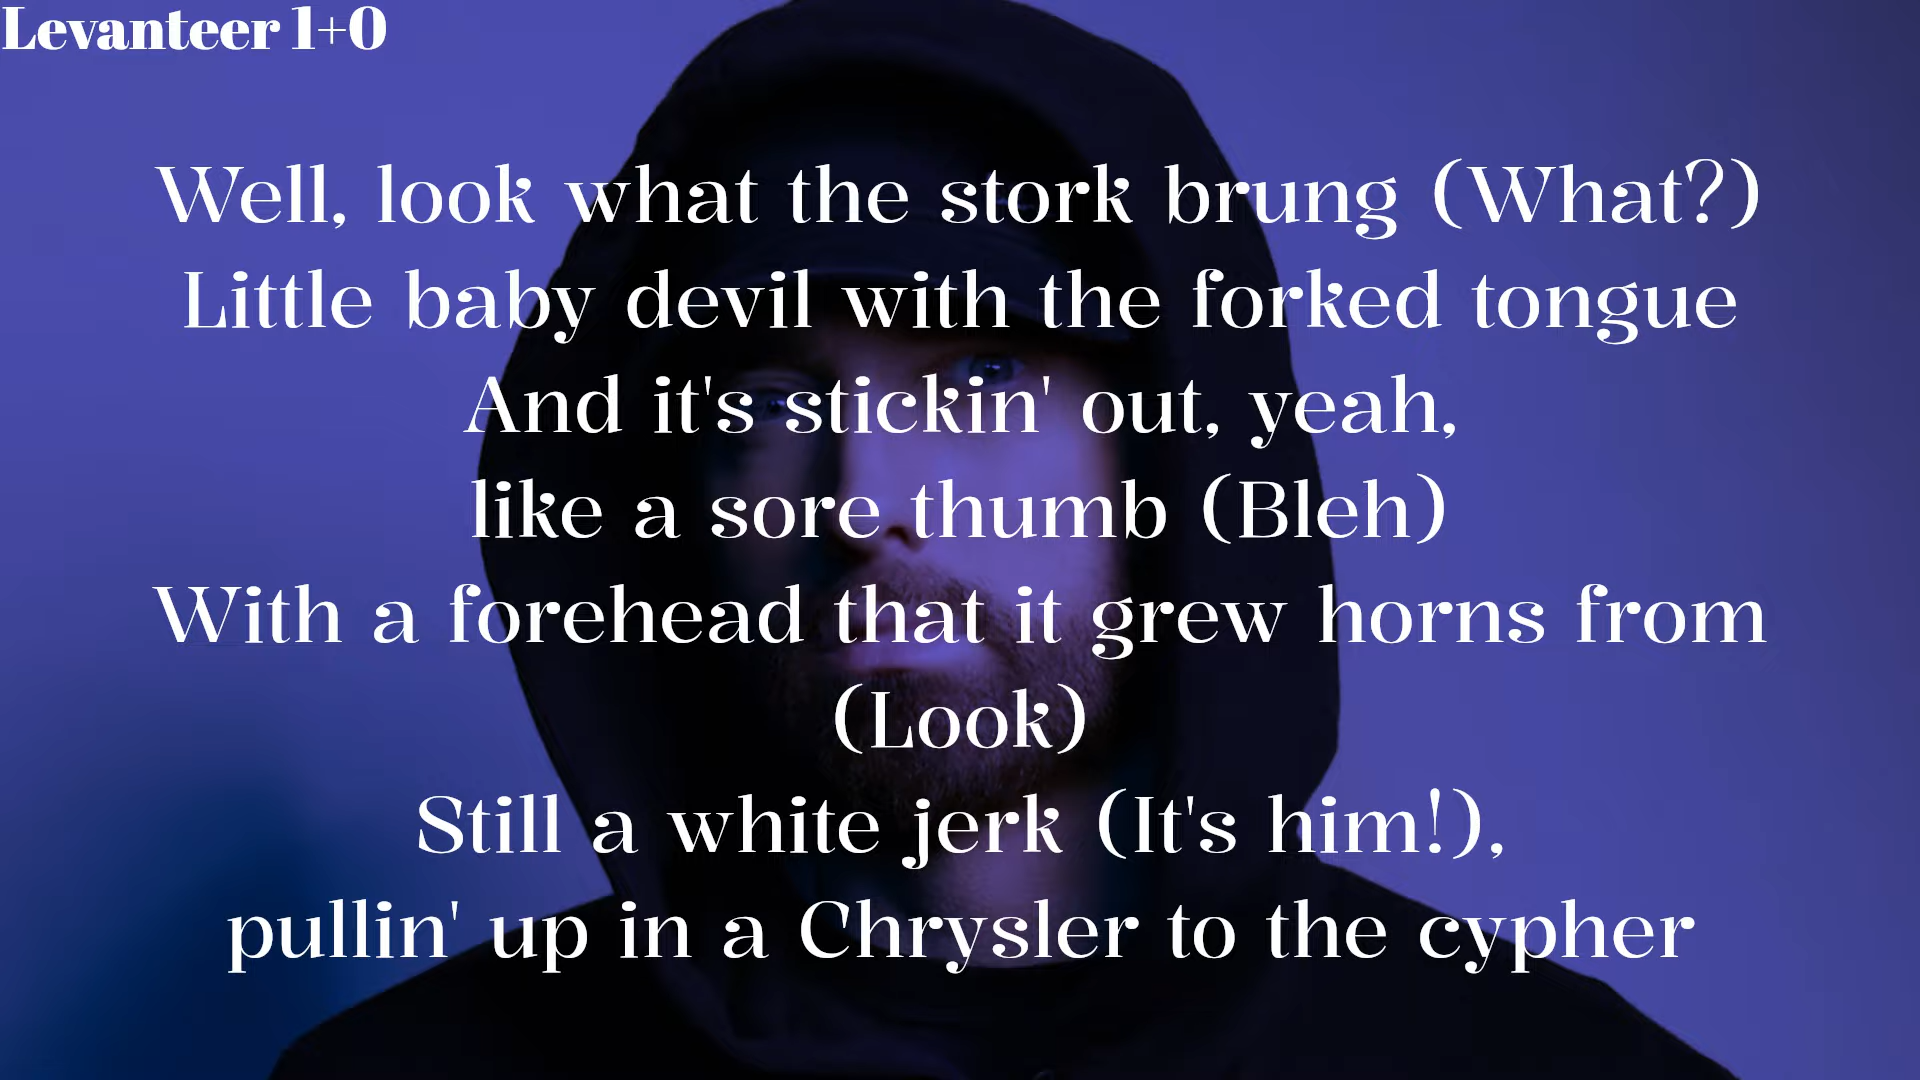 Levanteer 1+0
Well, look what the stork brung (What?)
Little baby devil with the forked tongue
And it's stickin' out, yeah,
like a sore thumb (Bleh)
With a forehead that it grew horns from
(Look)
Still a white jerk (It's him!),
pullin' up in a Chrysler to the cypher